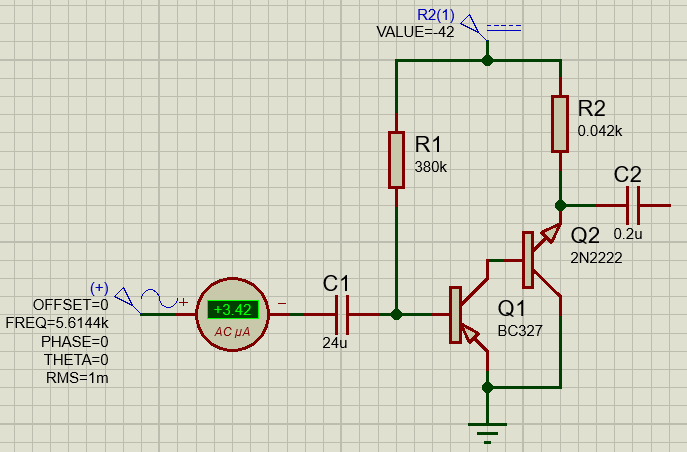 R2(1)
VALUE=-42
R2
0.042k
R1
380k
C2
0.2u
Q2
2N2222
C1
24u
(+)
OFFSET=0
FREQ=5.6144k
PHASE=0
THETA=0
RMS=1m
+
+3.42
AC µA
−
Q1
BC327